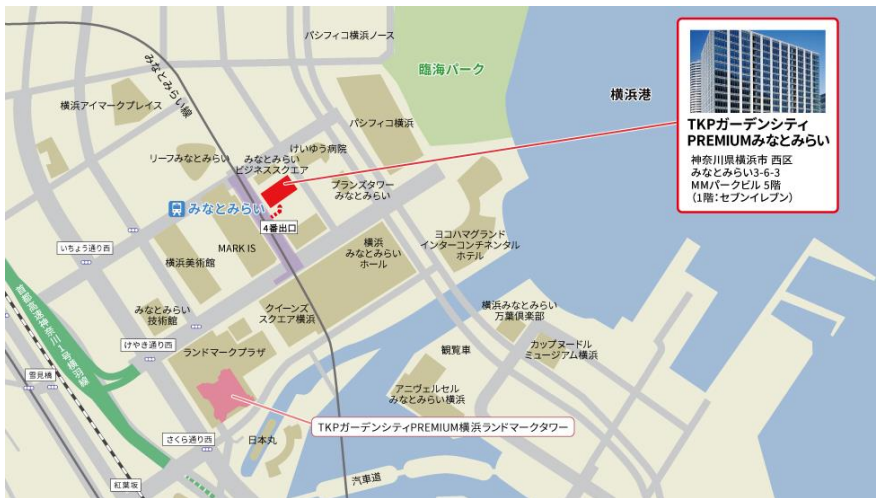 パシフィコ横浜ノース
みなとみらい線
臨海パーク
横浜港
横浜アイマークプレイス
パシフィコ横浜
けいゆう病院
リーフみなとみらい
みなとみらい
ビジネススクエア
ブランズタワー
みなとみらい
みなとみらい
4番出口
いちょう通り西
MARK IS
横浜美術館
横浜
みなとみらい
ホール
ヨコハマグランド
インターコンチネンタル
ホテル
首都高速神奈川1号横羽線
みなとみらい
技術館
クイーンズ
スクエア横浜
横浜みなとみらい
万葉倶楽部
けやき通り西
ランドマークプラザ
観覧車
カップヌードル
ミュージアム横浜
雪見橋
アニヴェルセル
みなとみらい横浜
TKPガーデンシティPREMIUM横浜ランドマークタワー
さくら通り西
日本丸
汽車道
紅葉坂
TKPガーデンシティ
PREMIUMみなとみらい
神奈川県横浜市 西区
みなとみらい3-6-3
MMパークビル 5階
（1階：セブンイレブン）